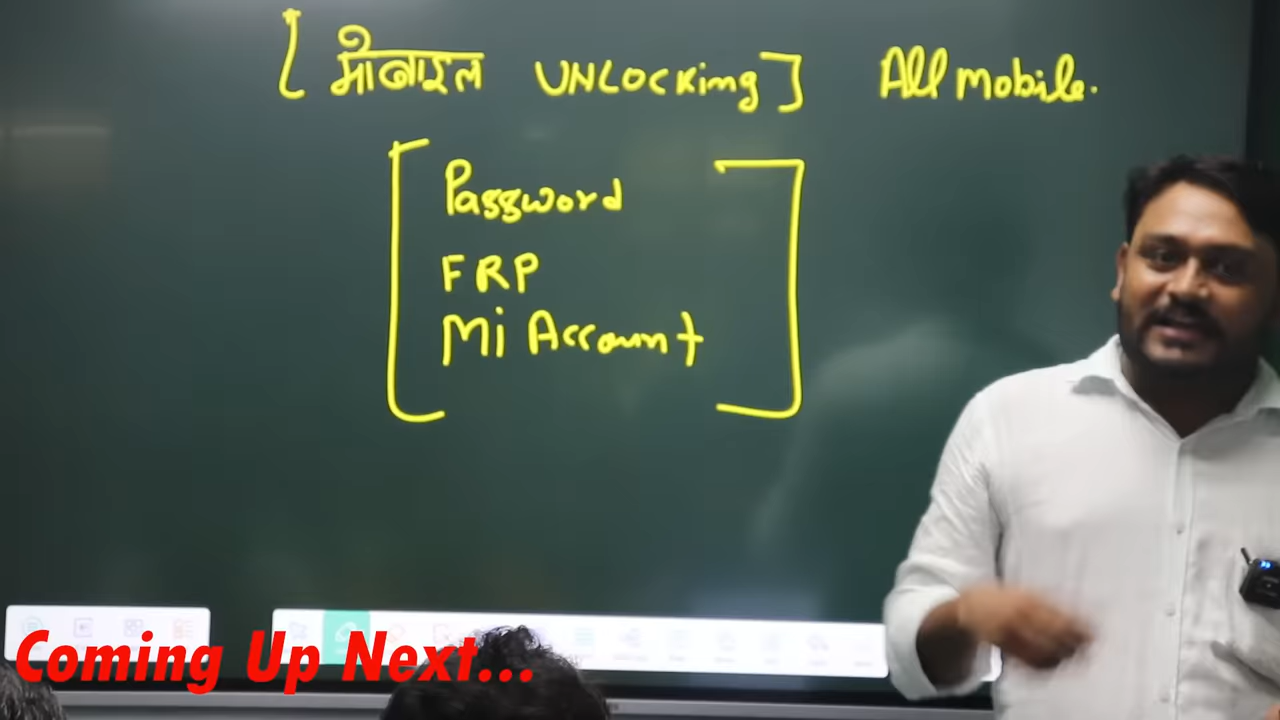 [ मोबाइल UNLOCKing ] All mobile.
[ Password
FRP
Mi Account ]
Coming Up Next...